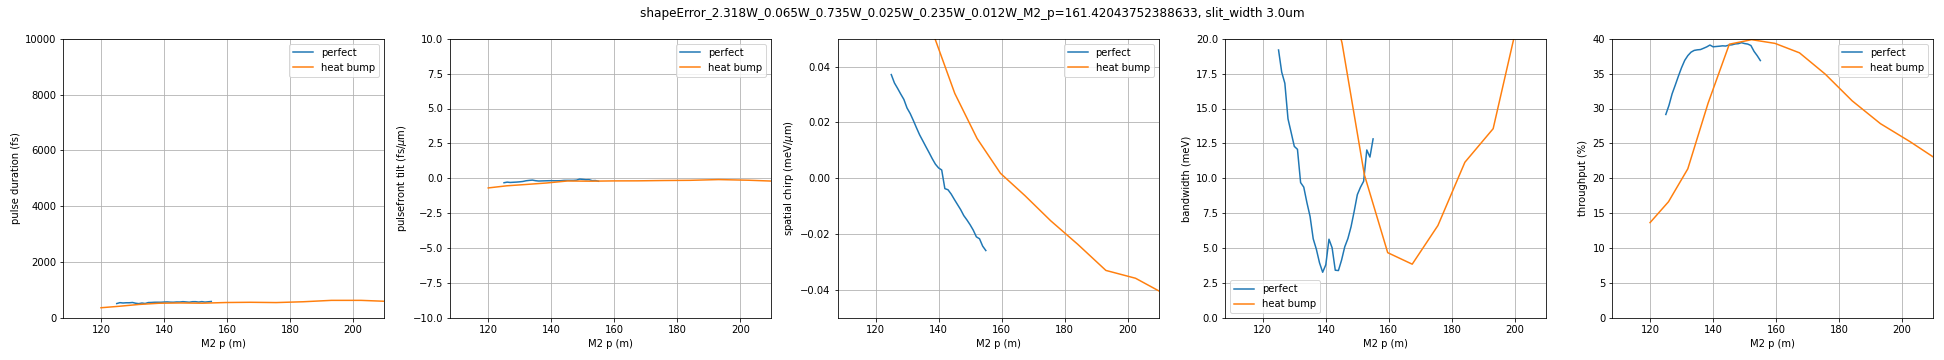 shapeError_2.318W_0.065W_0.735W_0.025W_0.235W_0.012W_M2_p=161.42043752388633, slit_width 3.0um
pulse duration (fs)
10000
8000
6000
4000
2000
0
120 140 160 180 200
M2 p (m)
perfect
heat bump
pulsefront tilt (fs/μm)
10.0
7.5
5.0
2.5
0.0
−2.5
−5.0
−7.5
−10.0
120 140 160 180 200
M2 p (m)
perfect
heat bump
spatial chirp (meV/μm)
0.04
0.02
0.00
−0.02
−0.04
120 140 160 180 200
M2 p (m)
perfect
heat bump
bandwidth (meV)
20.0
17.5
15.0
12.5
10.0
7.5
5.0
2.5
0.0
120 140 160 180 200
M2 p (m)
perfect
heat bump
throughput (%)
40
35
30
25
20
15
10
5
0
120 140 160 180 200
M2 p (m)
perfect
heat bump